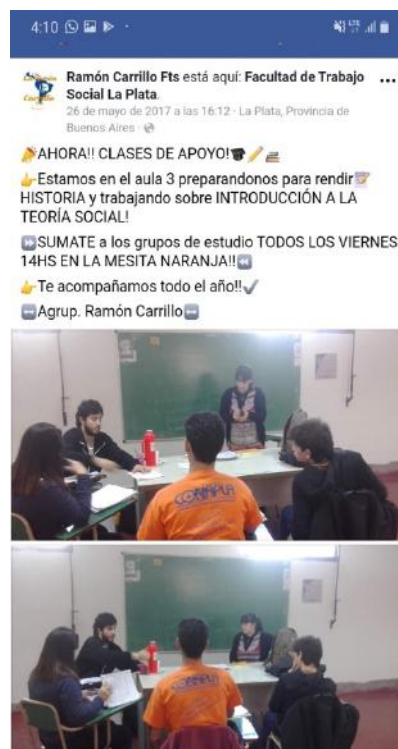 4:10
Ramón Carrillo Fts está aquí: Facultad de Trabajo
Social La Plata.
26 de mayo de 2017 a las 16:12 · La Plata, Provincia de
Buenos Aires ·
AHORA!! CLASES DE APOYO!
Estamos en el aula 3 preparandonos para rendir
HISTORIA y trabajando sobre INTRODUCCIÓN A LA
TEORÍA SOCIAL!
SUMATE a los grupos de estudio TODOS LOS VIERNES
14HS EN LA MESITA NARANJA!!
Te acompañamos todo el año!!
Agrup. Ramón Carrillo